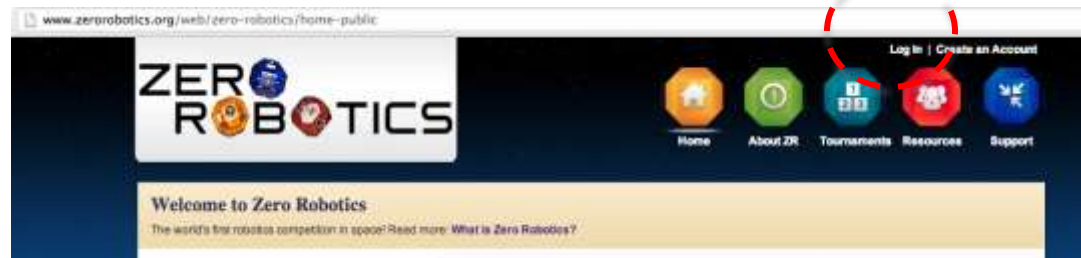 www.zerorobotics.org/web/zero-robotics/home-public
Log In | Create an Account
ZERO
ROBOTICS
Home About ZR Tournaments Resources Support
Welcome to Zero Robotics
The world's first robotics competition in space! Read more: What is Zero Robotics?